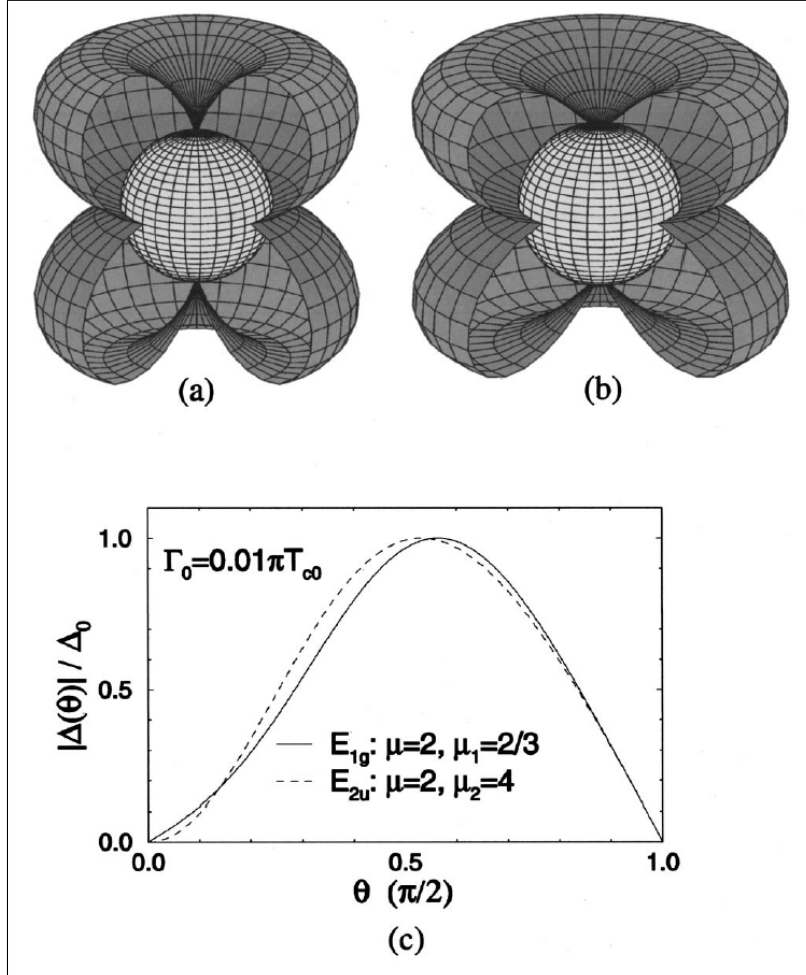 (a)
(b)
Γ₀=0.01πT_c0
|Δ(θ)| / Δ₀
1.0
0.5
0.0
E₁g: μ=2, μ₁=2/3
E₂u: μ=2, μ₂=4
0.0
0.5
1.0
θ (π/2)
(c)